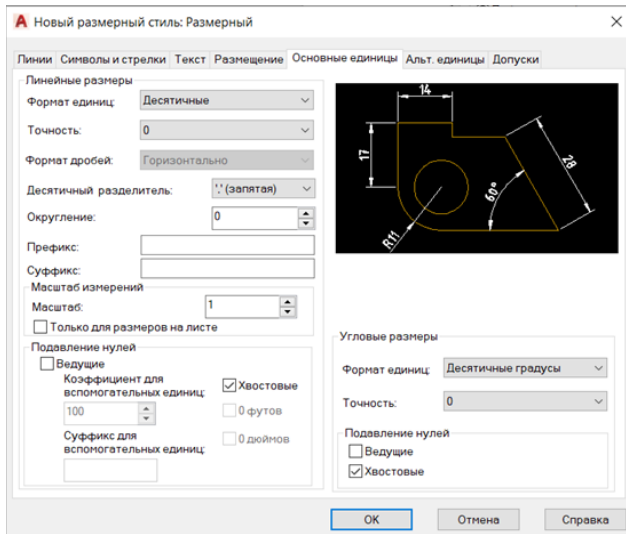 Новый размерный стиль: Размерный
Линии Символы и стрелки Текст Размещение Основные единицы Альт. единицы Допуски
Линейные размеры
Формат единиц: Десятичные
Точность: 0
Формат дробей: Горизонтально
Десятичный разделитель: ',' (запятая)
Округление: 0
Префикс:
Суффикс:
Масштаб измерений
Масштаб: 1
Только для размеров на листе
Подавление нулей
Ведущие
Коэффициент для
вспомогательных единиц:
100
Хвостовые
0 футов
Суффикс для
вспомогательных единиц:
0 дюймов
14
17
28
60°
R11
Угловые размеры
Формат единиц: Десятичные градусы
Точность: 0
Подавление нулей
Ведущие
Хвостовые
ОК Отмена Справка